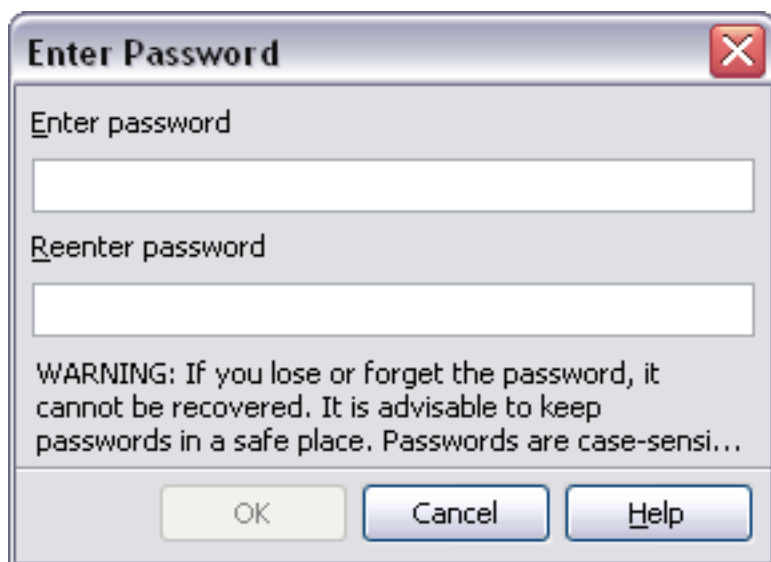 Enter Password
Enter password
Reenter password
WARNING: If you lose or forget the password, it
cannot be recovered. It is advisable to keep
passwords in a safe place. Passwords are case-sensi...
OK Cancel Help